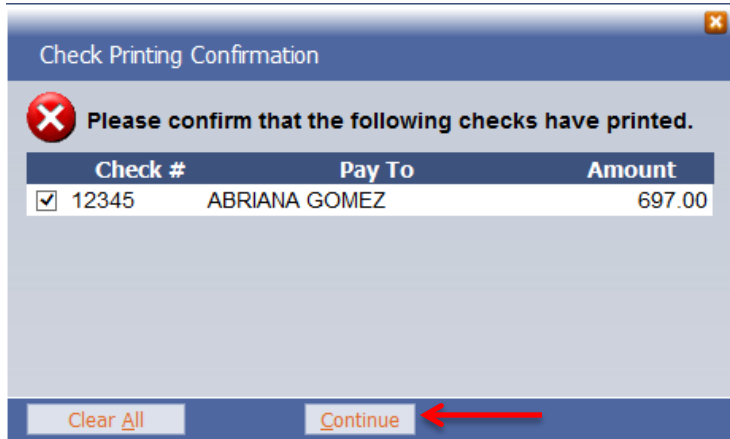 Check Printing Confirmation
Please confirm that the following checks have printed.
Check # Pay To Amount
12345 ABRIANA GOMEZ 697.00
Clear All Continue